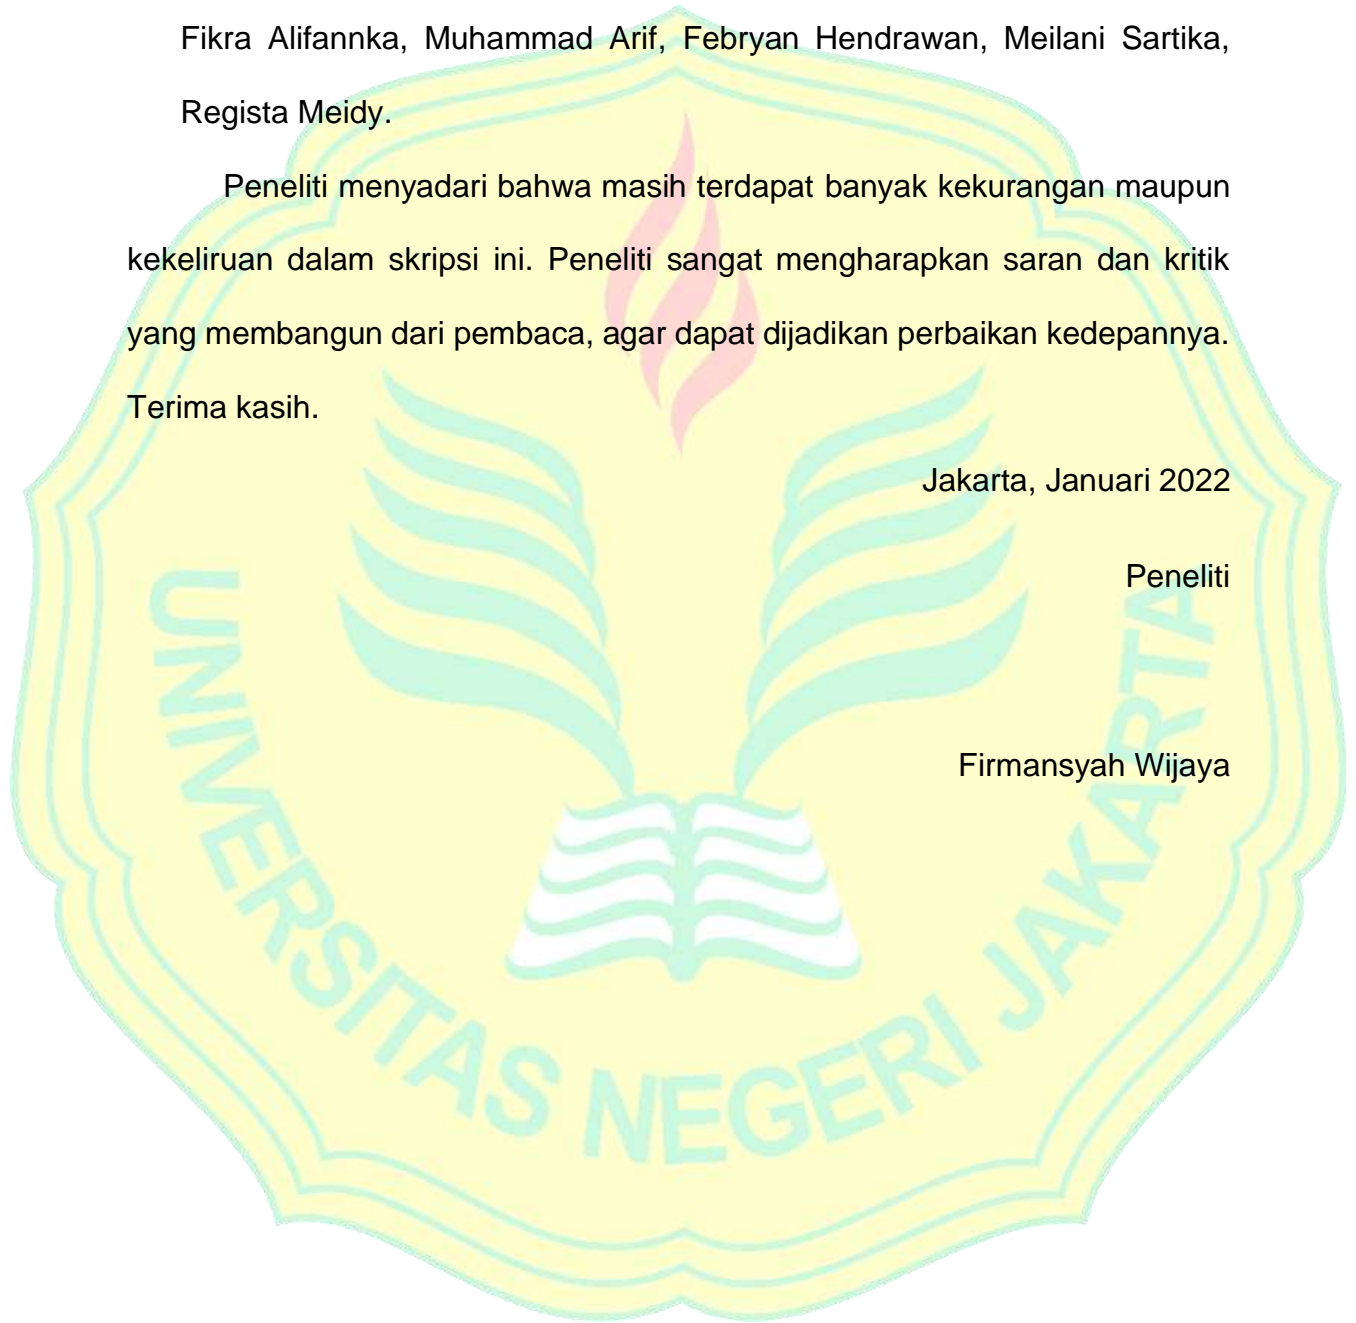 Fikra Alifannka, Muhammad Arif, Febryan Hendrawan, Meilani Sartika,
Regista Meidy.
Peneliti menyadari bahwa masih terdapat banyak kekurangan maupun
kekeliruan dalam skripsi ini. Peneliti sangat mengharapkan saran dan kritik
yang membangun dari pembaca, agar dapat dijadikan perbaikan kedepannya.
Terima kasih.
Jakarta, Januari 2022
Peneliti
Firmansyah Wijaya
UNIVERSITAS NEGERI JAKARTA